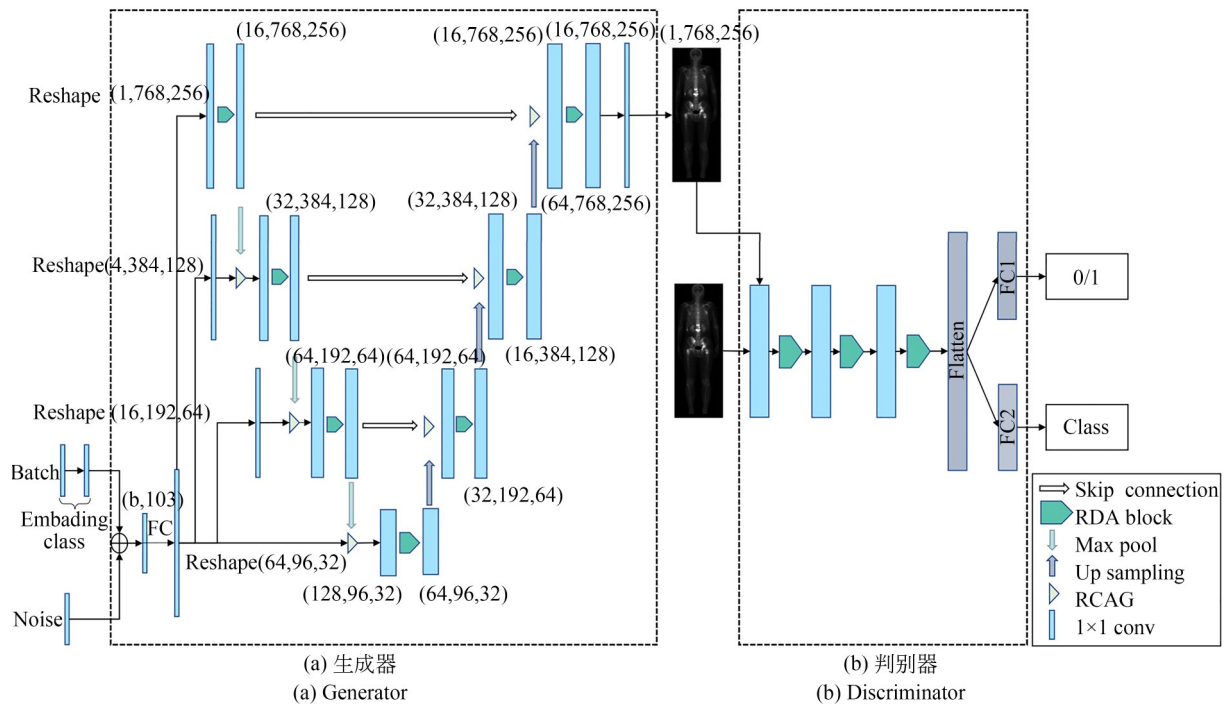 (16,768,256)
(16,768,256)
(16,768,256)
(1,768,256)
Reshape (1,768,256)
(32,384,128)
(32,384,128)
(64,768,256)
Reshape(4,384,128)
(64,192,64)
(64,192,64)
(16,384,128)
Reshape (16,192,64)
Batch
(b,103)
FC
Embading
class
Reshape(64,96,32)
(32,192,64)
(128,96,32)
(64,96,32)
Noise
Flatten
FC1
0/1
FC2
Class
Skip connection
RDA block
Max pool
Up sampling
RCAG
1×1 conv
(a) 生成器
(a) Generator
(b) 判别器
(b) Discriminator